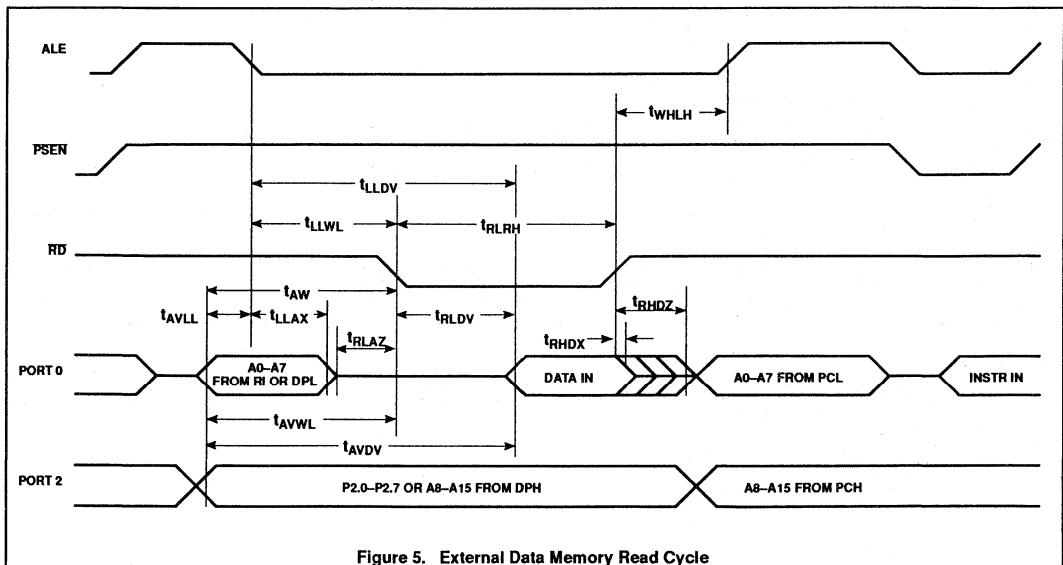 ALE
tWHLH
PSEN
tLLDV
tLLWL
tRLRH
RD
tAW
tAVLL
tLLAX
tRLDV
tRHDZ
tRLAZ
tRHDX
PORT 0
A0–A7
FROM RI OR DPL
DATA IN
A0–A7 FROM PCL
INSTR IN
tAVWL
tAVDV
PORT 2
P2.0–P2.7 OR A8–A15 FROM DPH
A8–A15 FROM PCH
Figure 5. External Data Memory Read Cycle